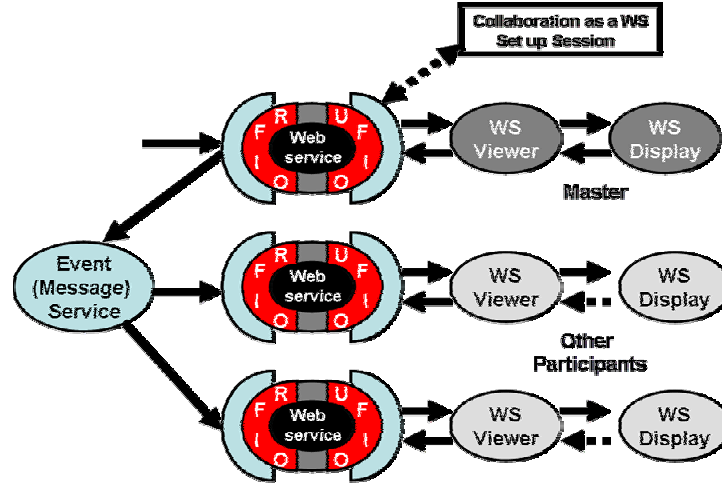 Collaboration as a WS
Set up Session
R U
F F
I I
O O
Web
service
WS
Viewer
WS
Display
Master
Event
(Message)
Service
R U
F F
I I
O O
Web
service
WS
Viewer
WS
Display
Other
Participants
R U
F F
I I
O O
Web
service
WS
Viewer
WS
Display